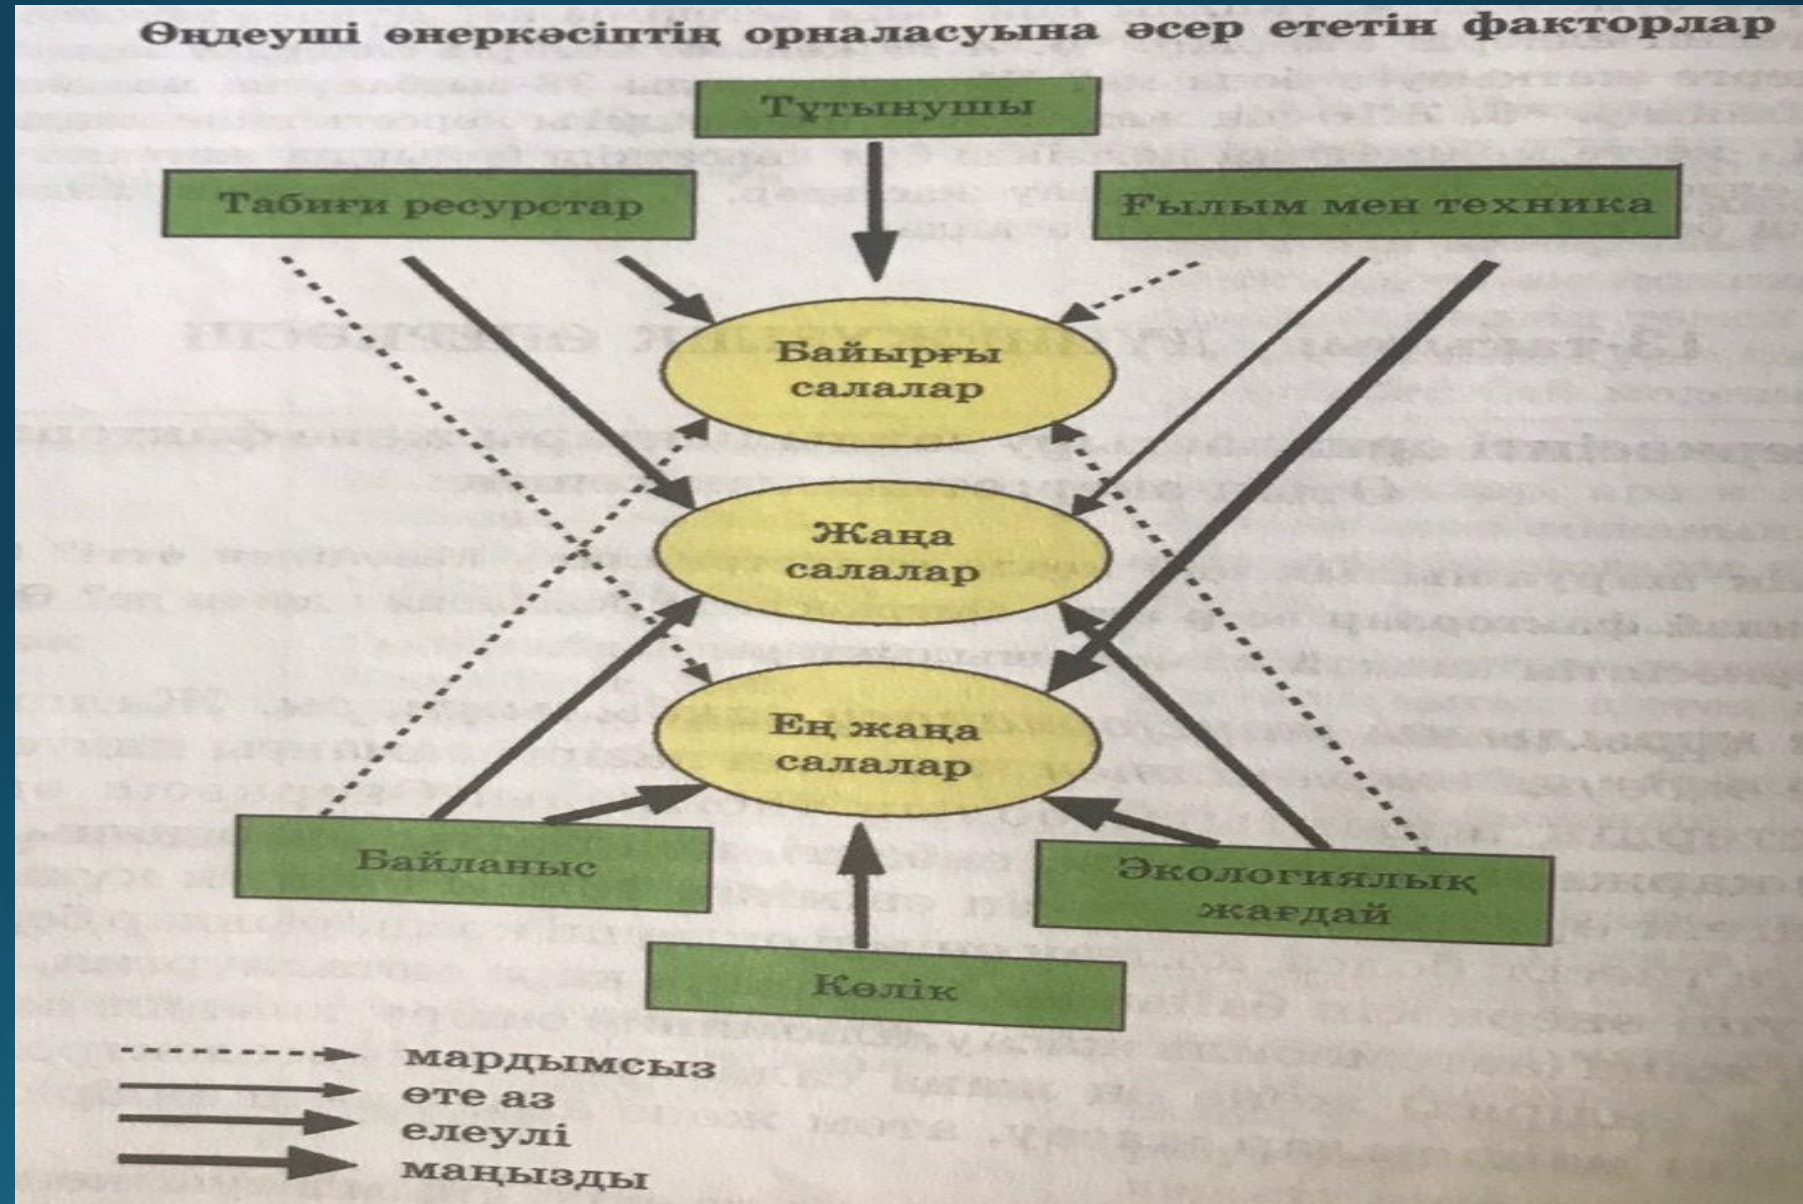 Өңдеуші өнеркәсіптің орналасуына әсер ететін факторлар
Тұтынушы
Табиғи ресурстар
Ғылым мен техника
Байырғы
салалар
Жаңа
салалар
Ең жаңа
салалар
Байланыс
Экологиялық
жағдай
Көлік
мардымсыз
өте аз
елеулі
маңызды